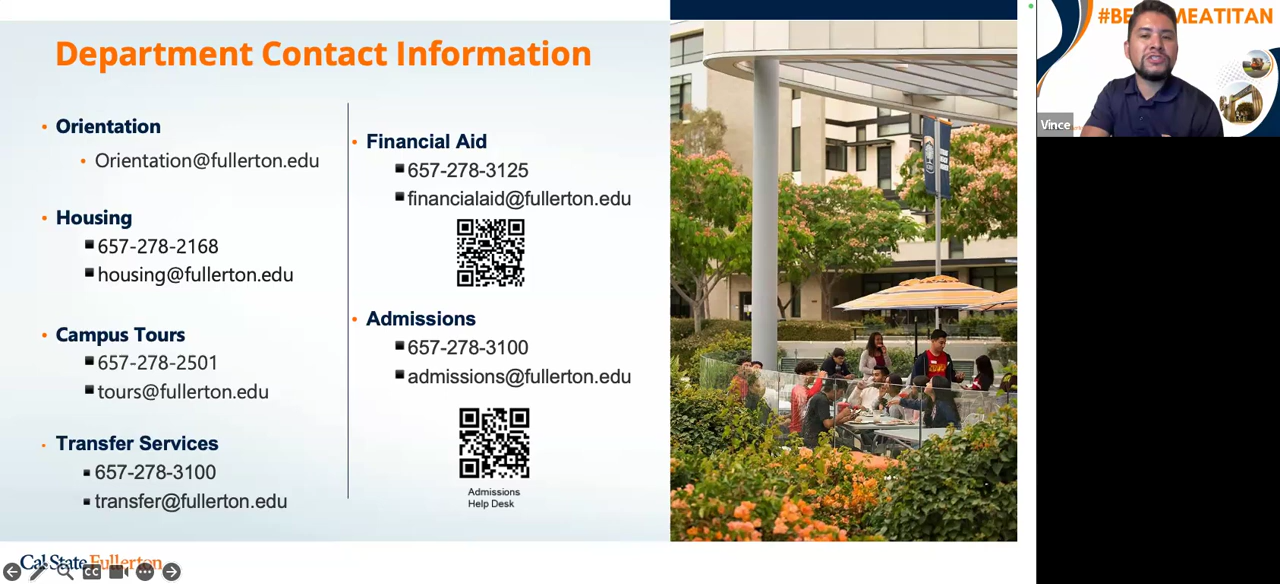 Department Contact Information
Orientation
Orientation@fullerton.edu
Housing
657-278-2168
housing@fullerton.edu
Campus Tours
657-278-2501
tours@fullerton.edu
Transfer Services
657-278-3100
transfer@fullerton.edu
Financial Aid
657-278-3125
financialaid@fullerton.edu
Admissions
657-278-3100
admissions@fullerton.edu
Admissions
Help Desk
Cal State Fullerton
CC
Vince